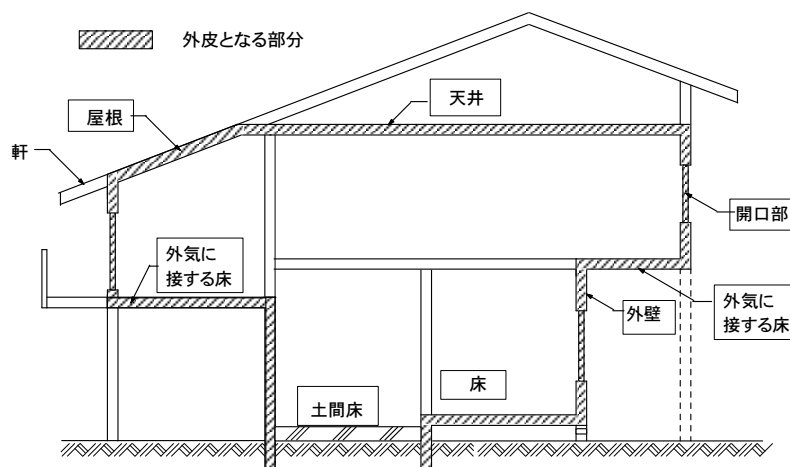 外皮となる部分
天井
屋根
軒
開口部
外気に
接する床
外気に
接する床
外壁
床
土間床